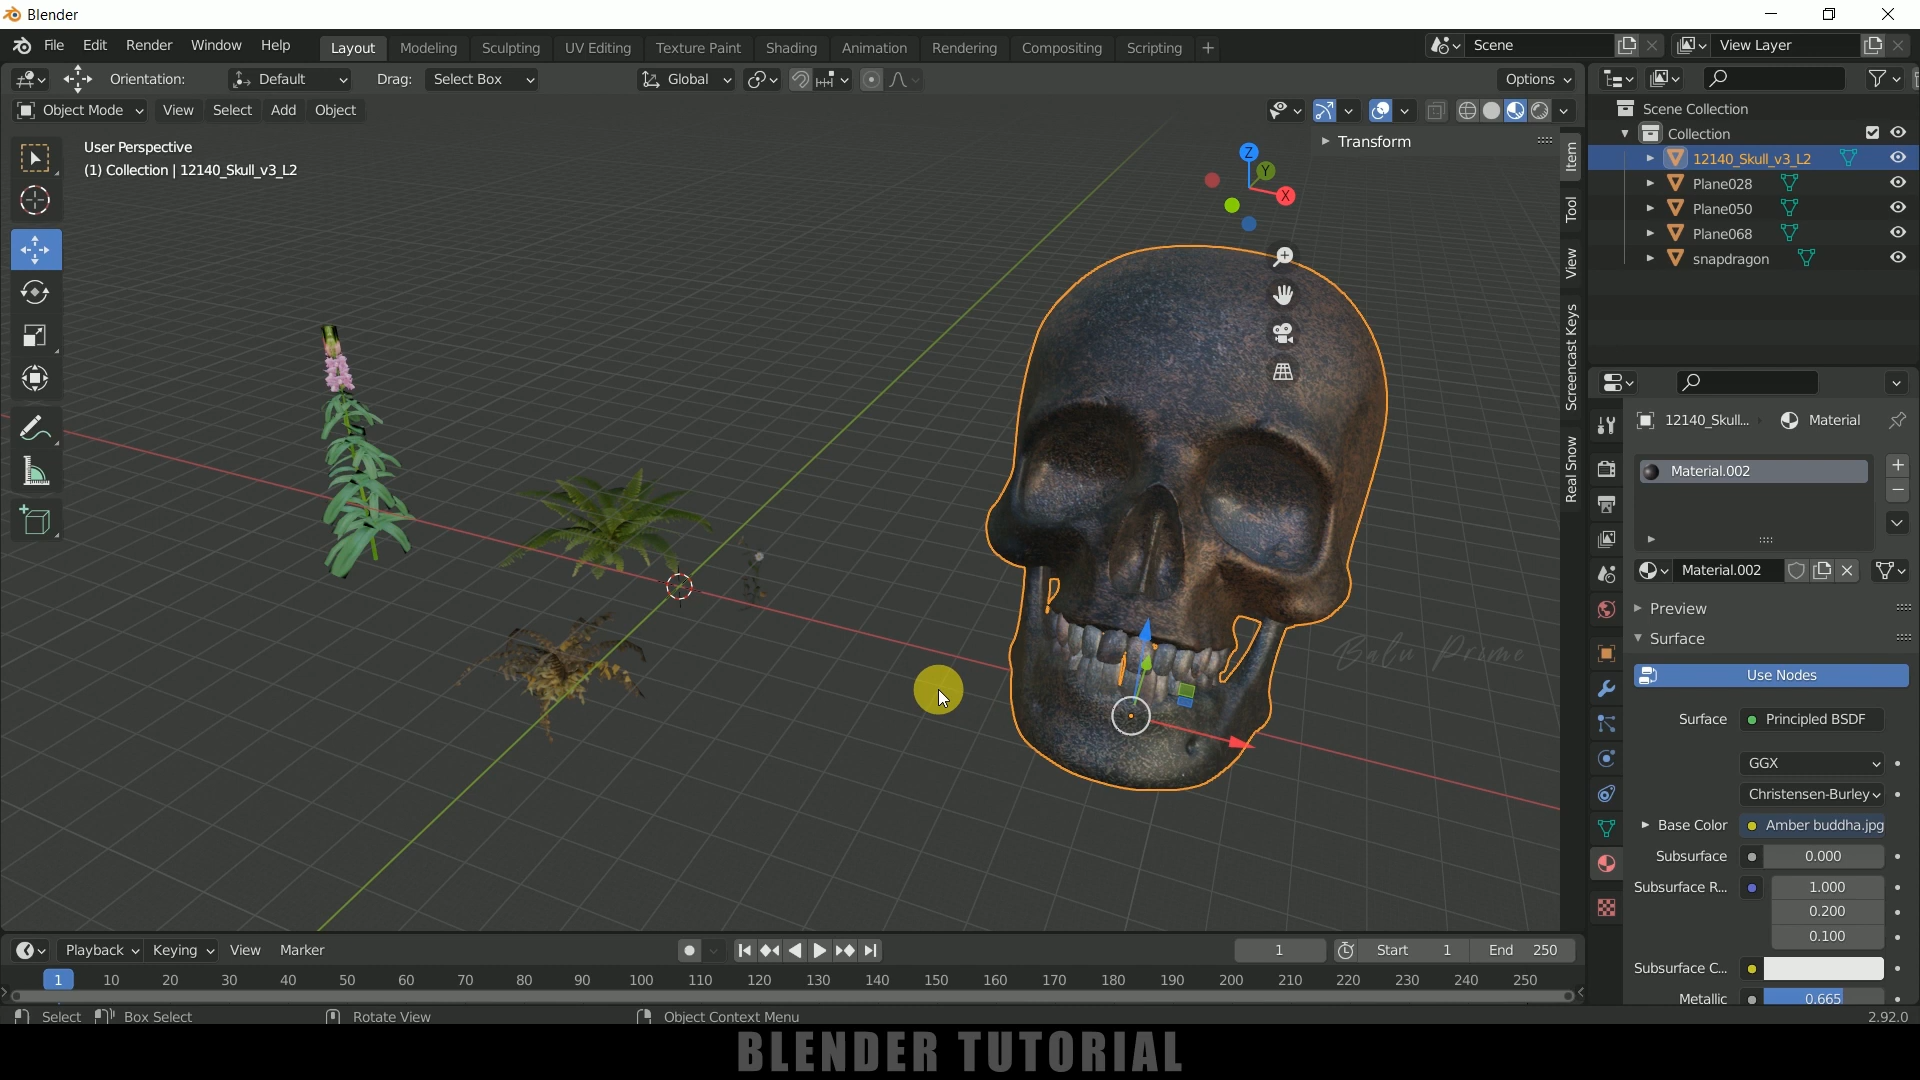 Blender
File Edit Render Window Help Layout Modeling Sculpting UV Editing Texture Paint Shading Animation Rendering Compositing Scripting + Scene View Layer
Orientation: Default Drag: Select Box Global Options
Object Mode View Select Add Object
User Perspective
(1) Collection | 12140_Skull_v3_L2
Z
Y
X
Transform
Item
Tool
View
Screencast Keys
Real Snow
Balu Prime
Scene Collection
Collection
12140_Skull_v3_L2
Plane028
Plane050
Plane068
snapdragon
12140_Skull... Material
Material.002
Material.002
Preview
Surface
Use Nodes
Surface Principled BSDF
GGX
Christensen-Burley
Base Color Amber buddha.jpg
Subsurface 0.000
Subsurface R... 1.000
0.200
0.100
Subsurface C...
Metallic 0.665
Playback Keying View Marker 1 Start 1 End 250
1 10 20 30 40 50 60 70 80 90 100 110 120 130 140 150 160 170 180 190 200 210 220 230 240 250
Select Box Select Rotate View Object Context Menu 2.92.0
BLENDER TUTORIAL